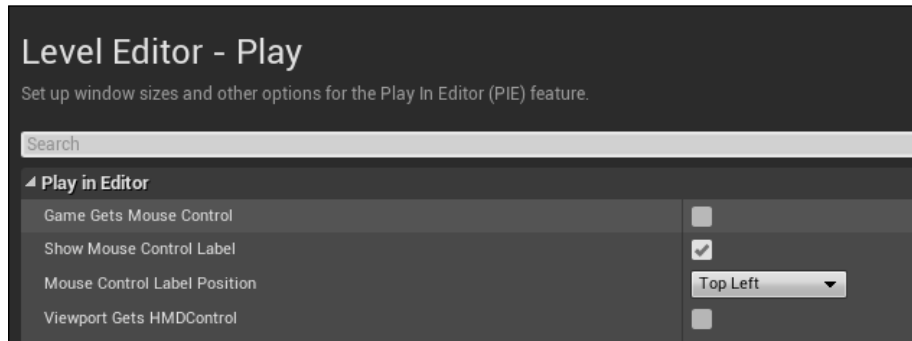 Level Editor - Play
Set up window sizes and other options for the Play In Editor (PIE) feature.
Search
Play in Editor
Game Gets Mouse Control
Show Mouse Control Label
Mouse Control Label Position Top Left
Viewport Gets HMDControl